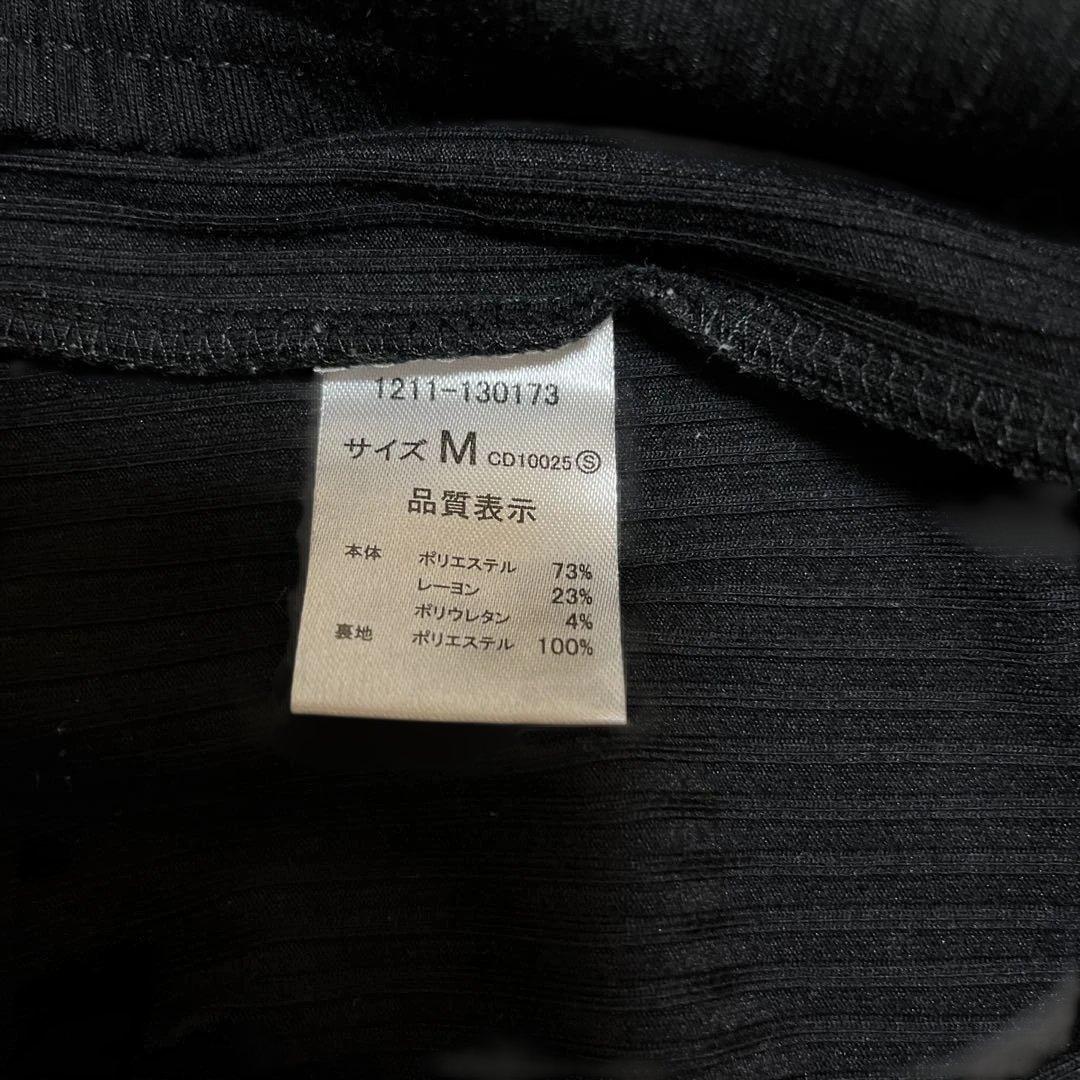 1211-130173
サイズ M CD10025Ⓢ
品質表示
本体 ポリエステル 73%
レーヨン 23%
ポリウレタン 4%
裏地 ポリエステル 100%